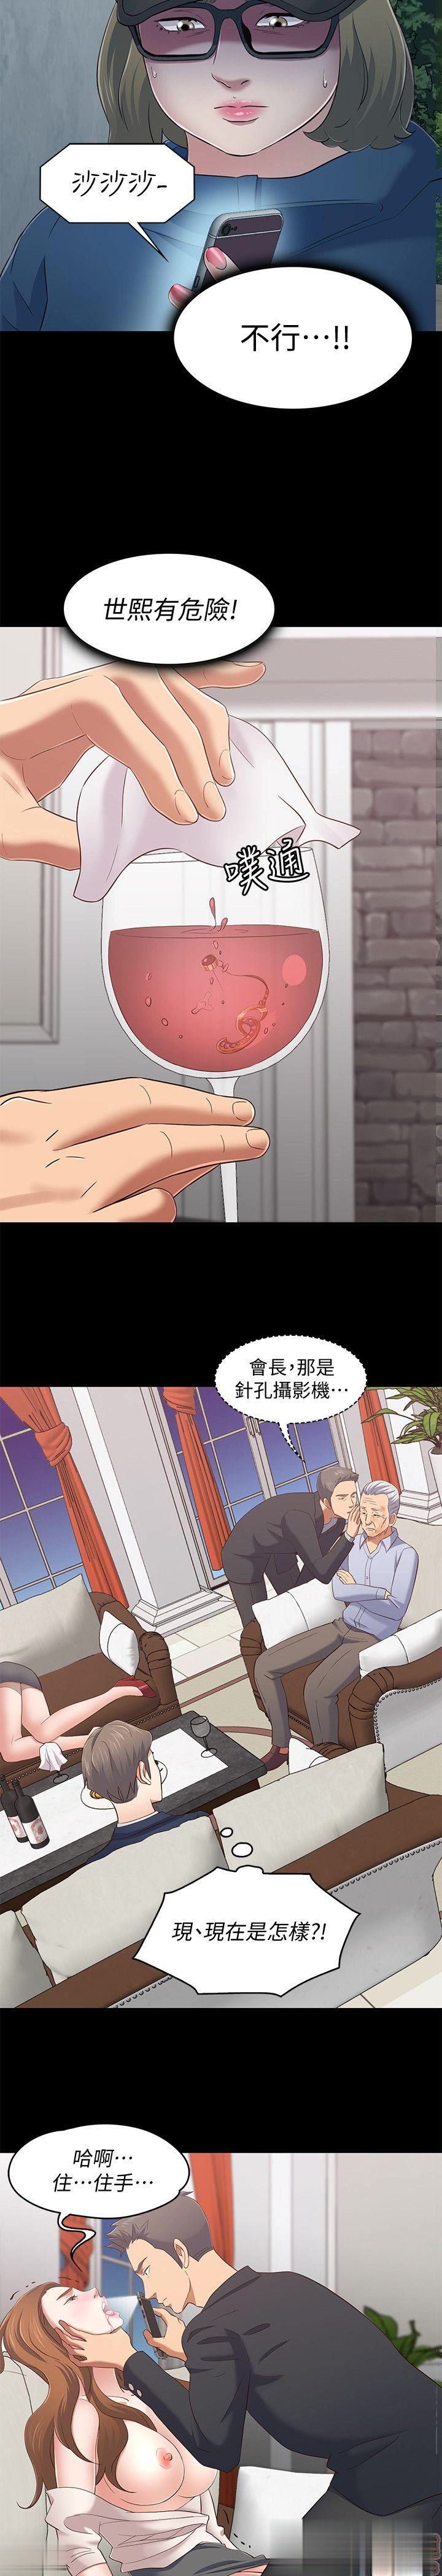 沙沙沙-
不行…!!
世熙有危險!
噗通
會長，那是
針孔攝影機…
現、現在是怎樣?!
哈啊…
住…住手…